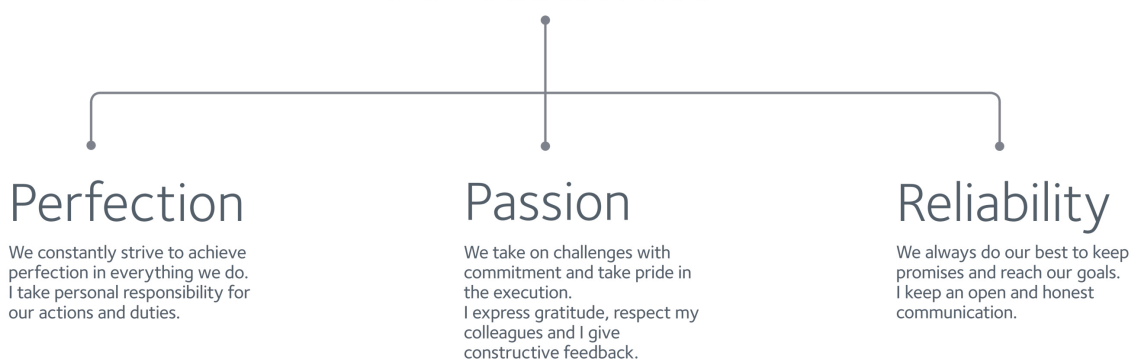 Perfection
We constantly strive to achieve
perfection in everything we do.
I take personal responsibility for
our actions and duties.
Passion
We take on challenges with
commitment and take pride in
the execution.
I express gratitude, respect my
colleagues and I give
constructive feedback.
Reliability
We always do our best to keep
promises and reach our goals.
I keep an open and honest
communication.